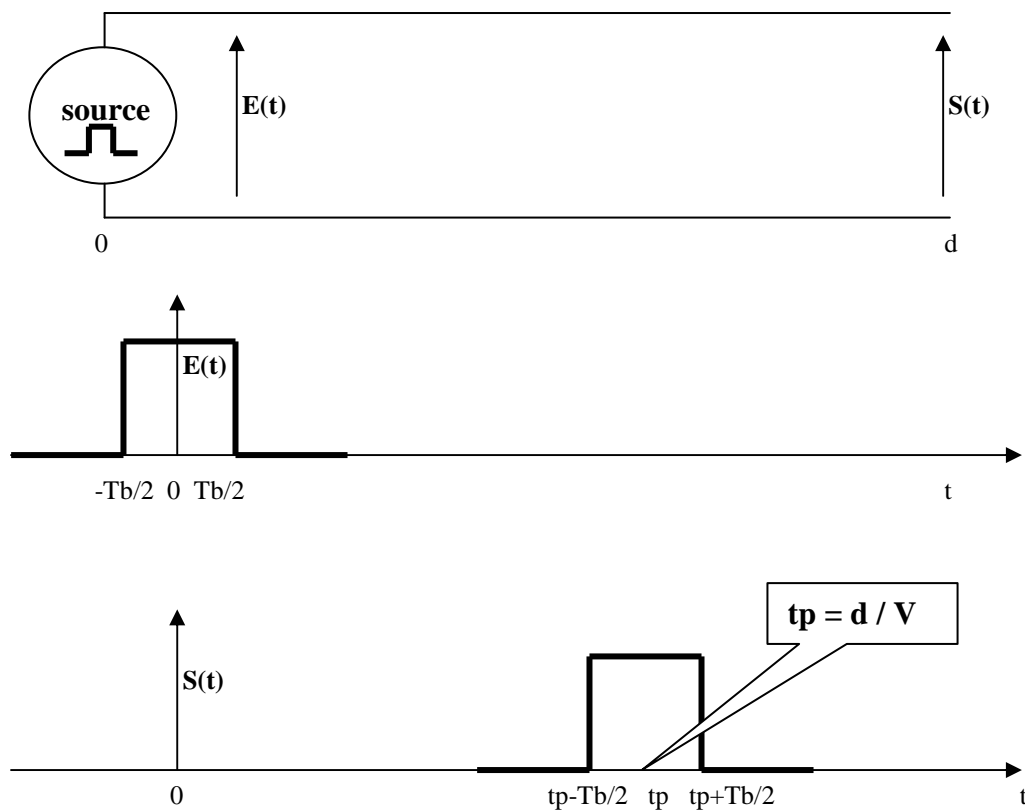 source
E(t)
S(t)
0 d
E(t)
-Tb/2 0 Tb/2 t
tp = d / V
S(t)
0 tp-Tb/2 tp tp+Tb/2 t